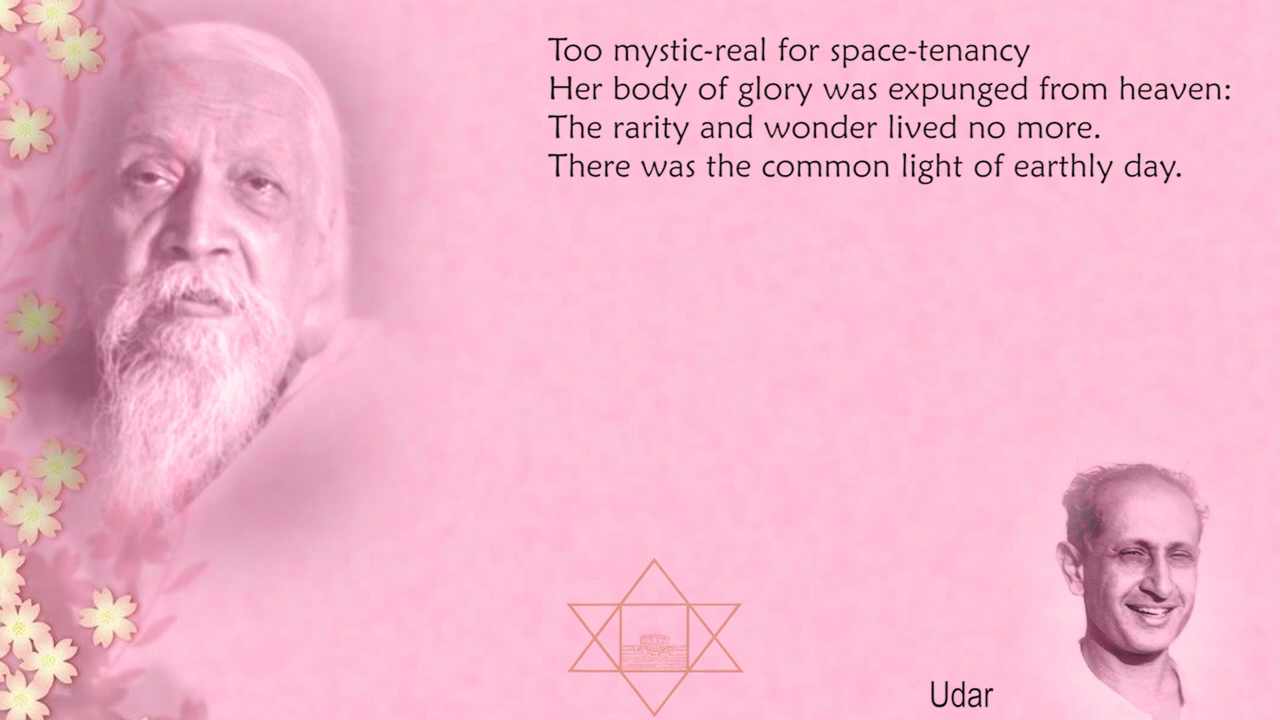 Too mystic-real for space-tenancy
Her body of glory was expunged from heaven:
The rarity and wonder lived no more.
There was the common light of earthly day.
Udar